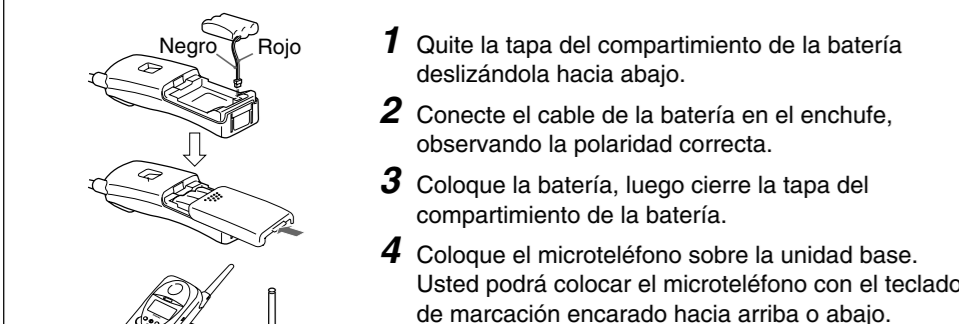 Negro Rojo
1 Quite la tapa del compartimiento de la batería
deslizándola hacia abajo.
2 Conecte el cable de la batería en el enchufe,
observando la polaridad correcta.
3 Coloque la batería, luego cierre la tapa del
compartimiento de la batería.
4 Coloque el microteléfono sobre la unidad base.
Usted podrá colocar el microteléfono con el teclado
de marcación encarado hacia arriba o abajo.